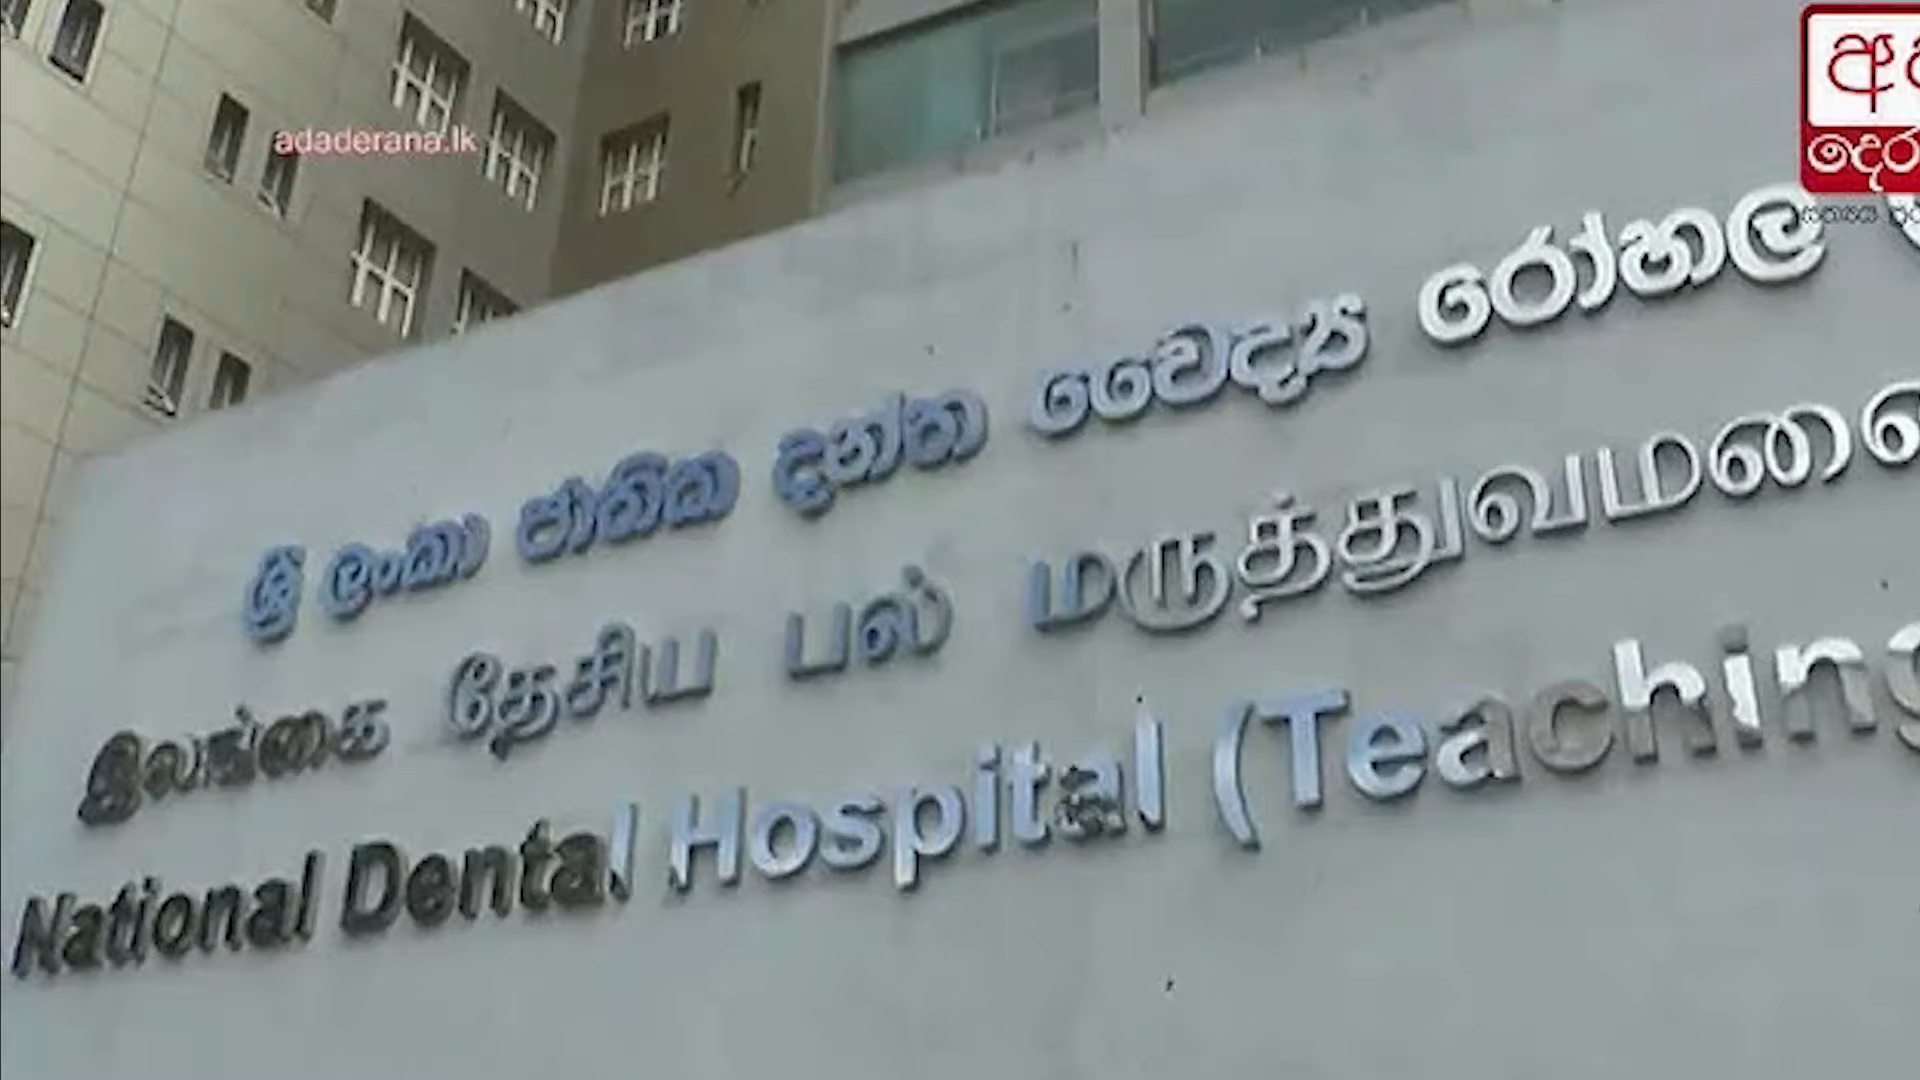 adaderana.lk
දෙර
ශ්‍රී ලංකා ජාතික දන්ත වෛද්‍ය රෝහල
இலங்கை தேசிய பல் மருத்துவமனை
National Dental Hospital (Teaching